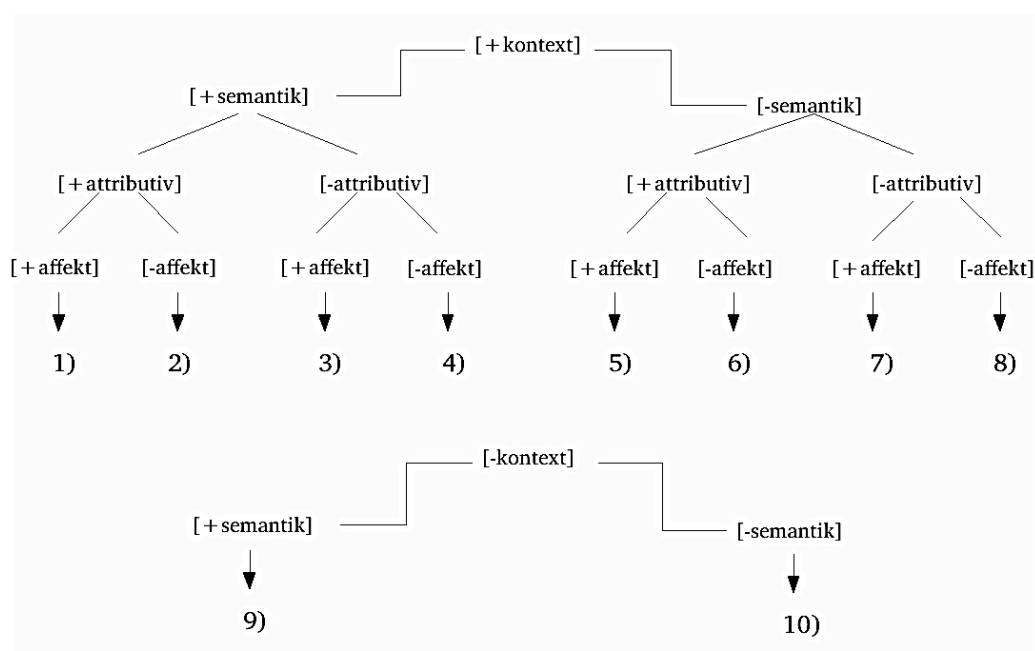 [+kontext]
[+semantik] [-semantik]
[+attributiv] [-attributiv] [+attributiv] [-attributiv]
[+affekt] [-affekt] [+affekt] [-affekt] [+affekt] [-affekt] [+affekt] [-affekt]
1) 2) 3) 4) 5) 6) 7) 8)
[-kontext]
[+semantik] [-semantik]
9) 10)